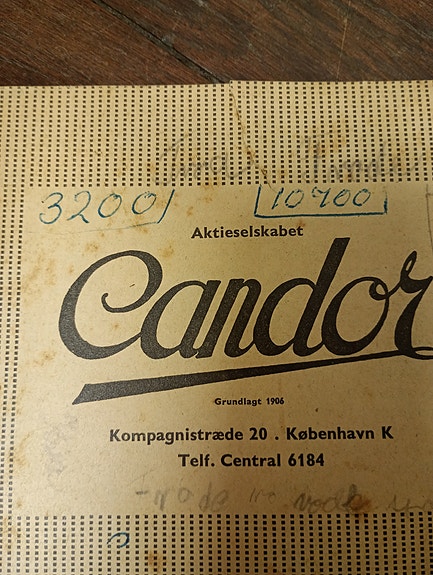 3200
10700
Aktieselskabet
Candor
Grundlagt 1906
Kompagnistræde 20 . København K
Telf. Central 6184